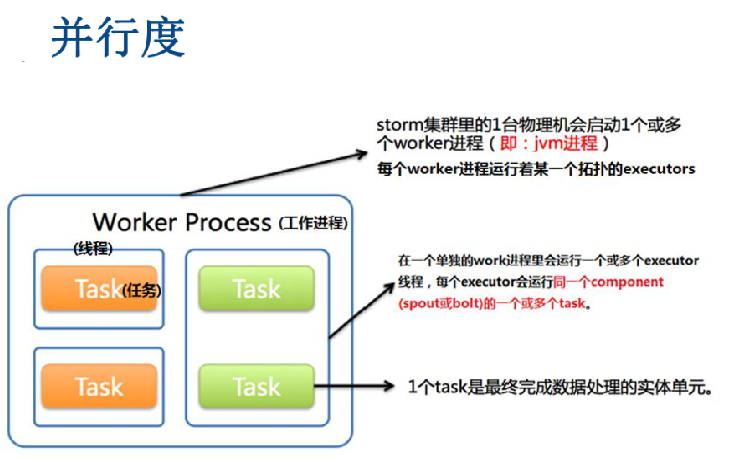 并行度
storm集群里的1台物理机会启动1个或多
个worker进程（即：jvm进程）
每个worker进程运行着某一个拓扑的executors
Worker Process (工作进程)
(线程)
Task(任务)
Task
Task
Task
在一个单独的work进程里会运行一个或多个executor
线程，每个executor会运行同一个component
(spout或bolt)的一个或多个task。
1个task是最终完成数据处理的实体单元。